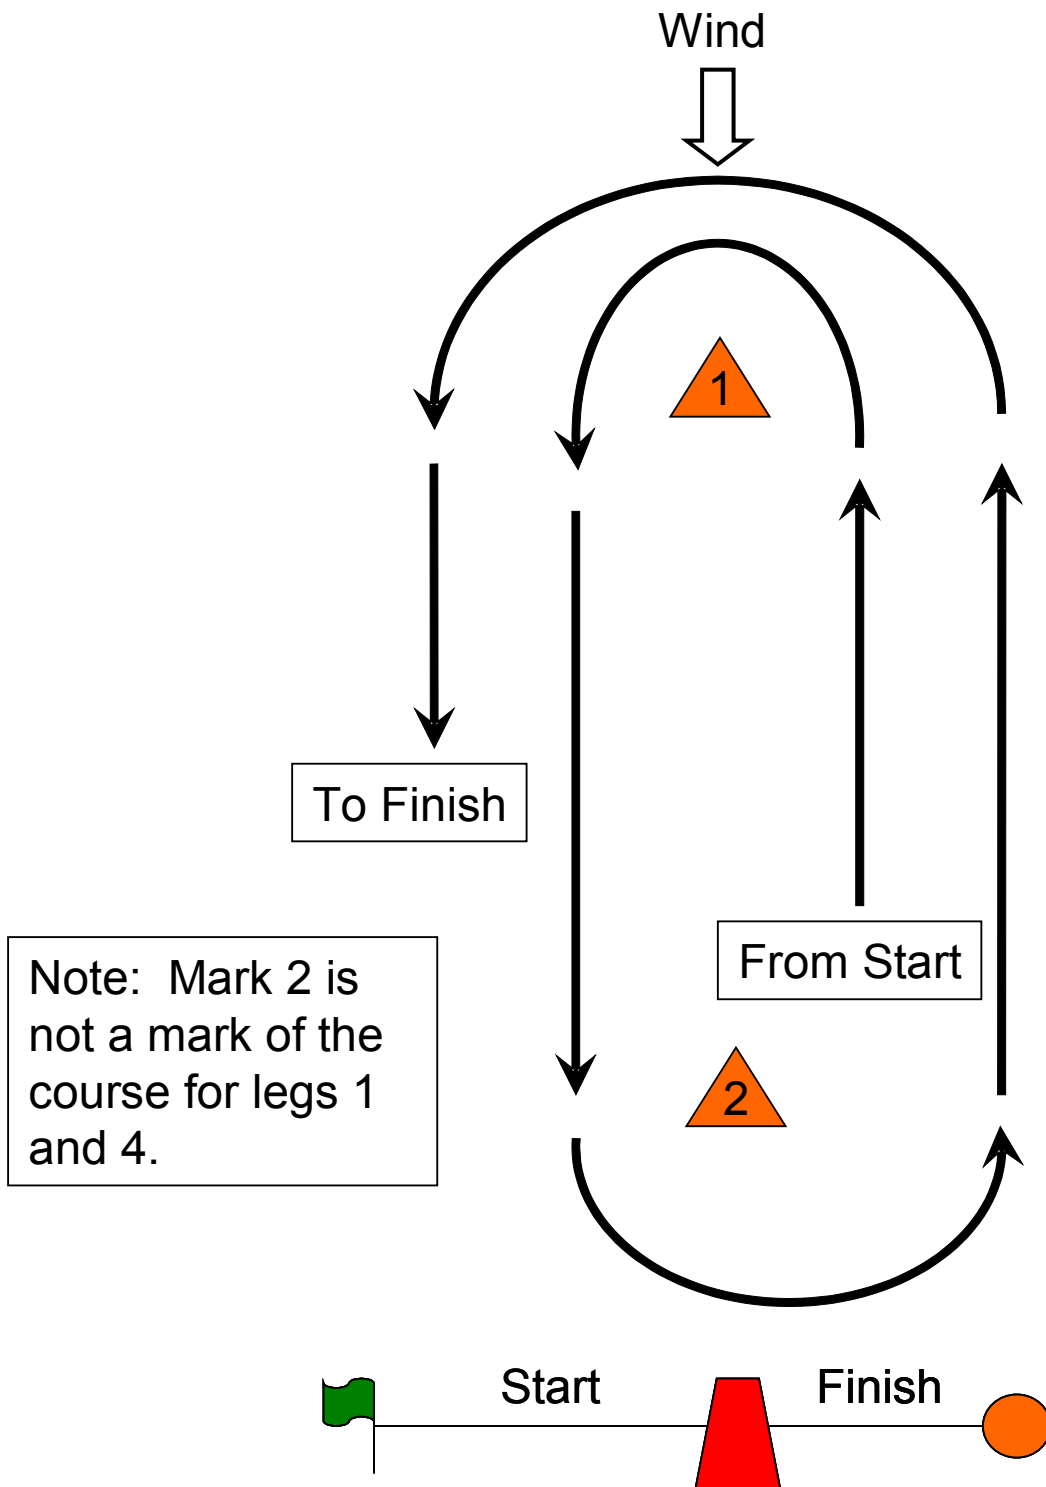 Wind
1
To Finish
From Start
Note:  Mark 2 is
not a mark of the
course for legs 1
and 4.
2
Start
Finish